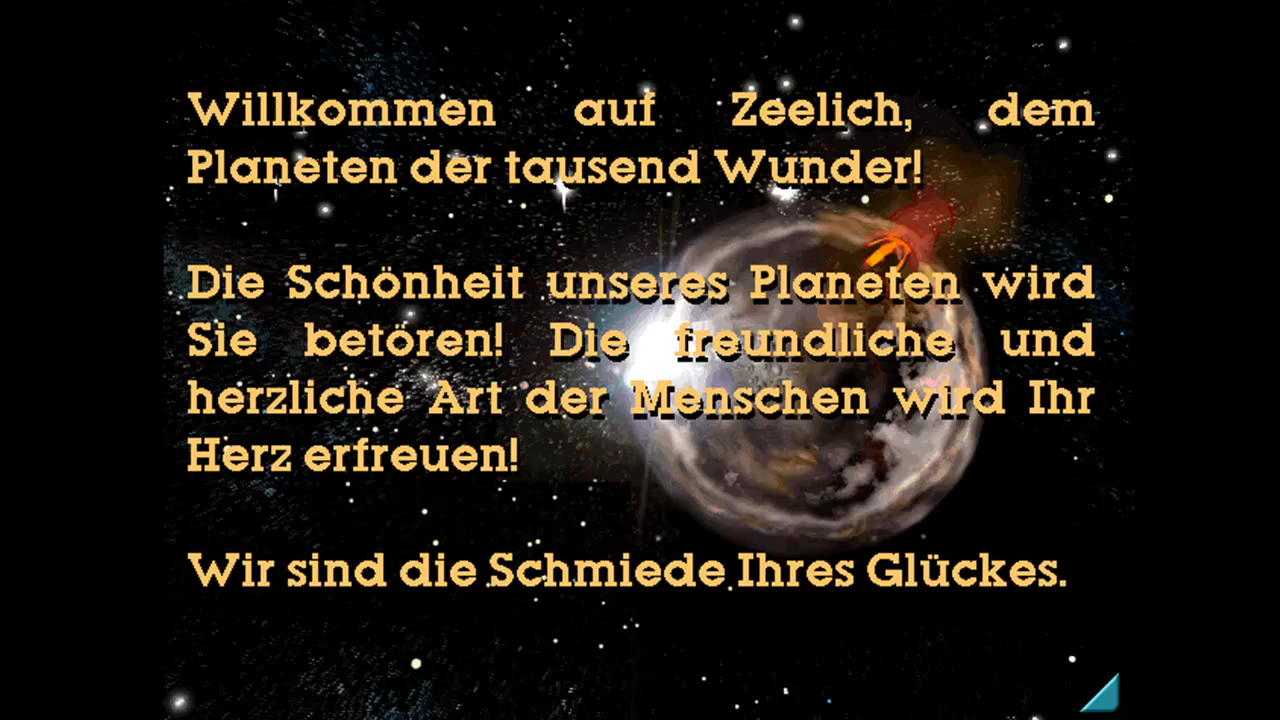 Willkommen auf Zeelich, dem
Planeten der tausend Wunder!
Die Schönheit unseres Planeten wird
Sie betören! Die freundliche und
herzliche Art der Menschen wird Ihr
Herz erfreuen!
Wir sind die Schmiede Ihres Glückes.